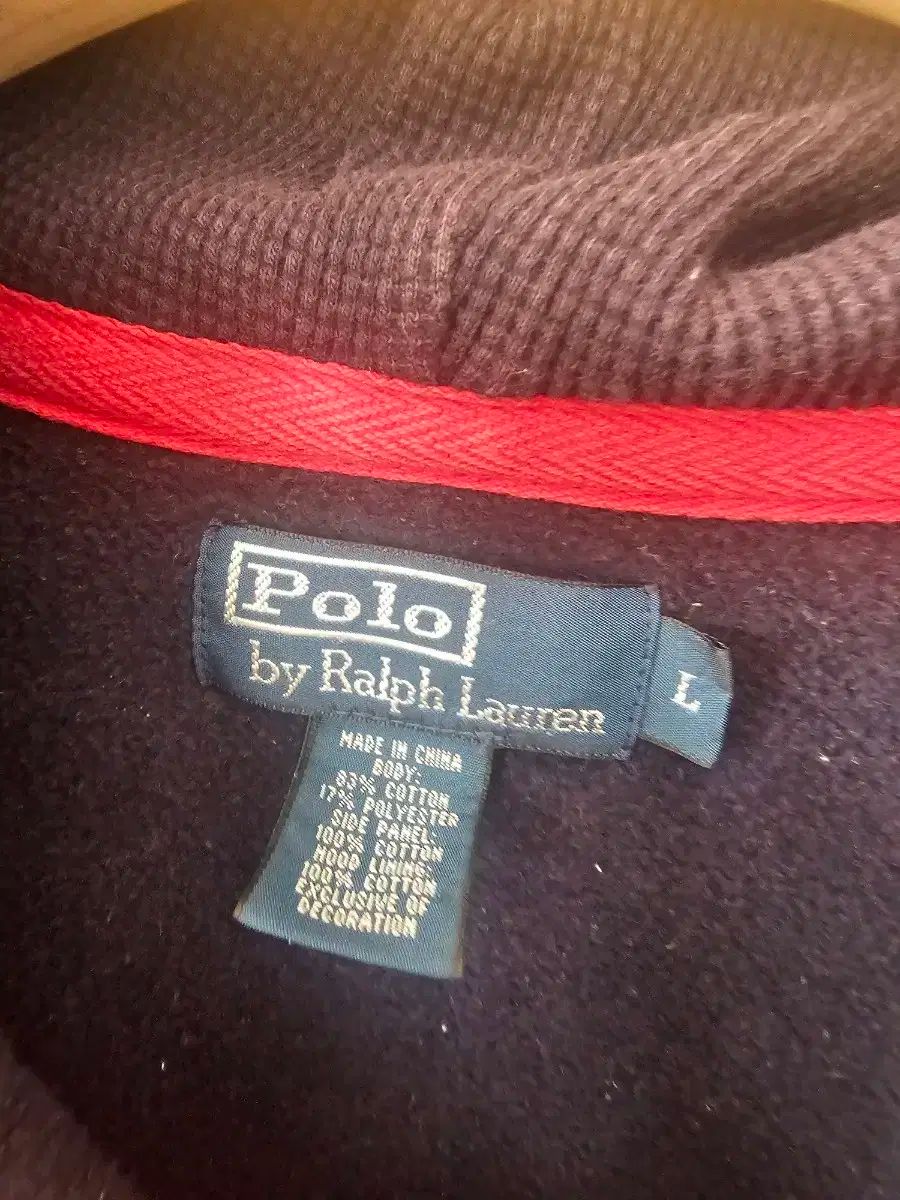 Polo
by Ralph Lauren
L
MADE IN CHINA
BODY:
83% COTTON
17% POLYESTER
SIDE PANEL:
100% COTTON
HOOD LINING:
100% COTTON
EXCLUSIVE OF
DECORATION